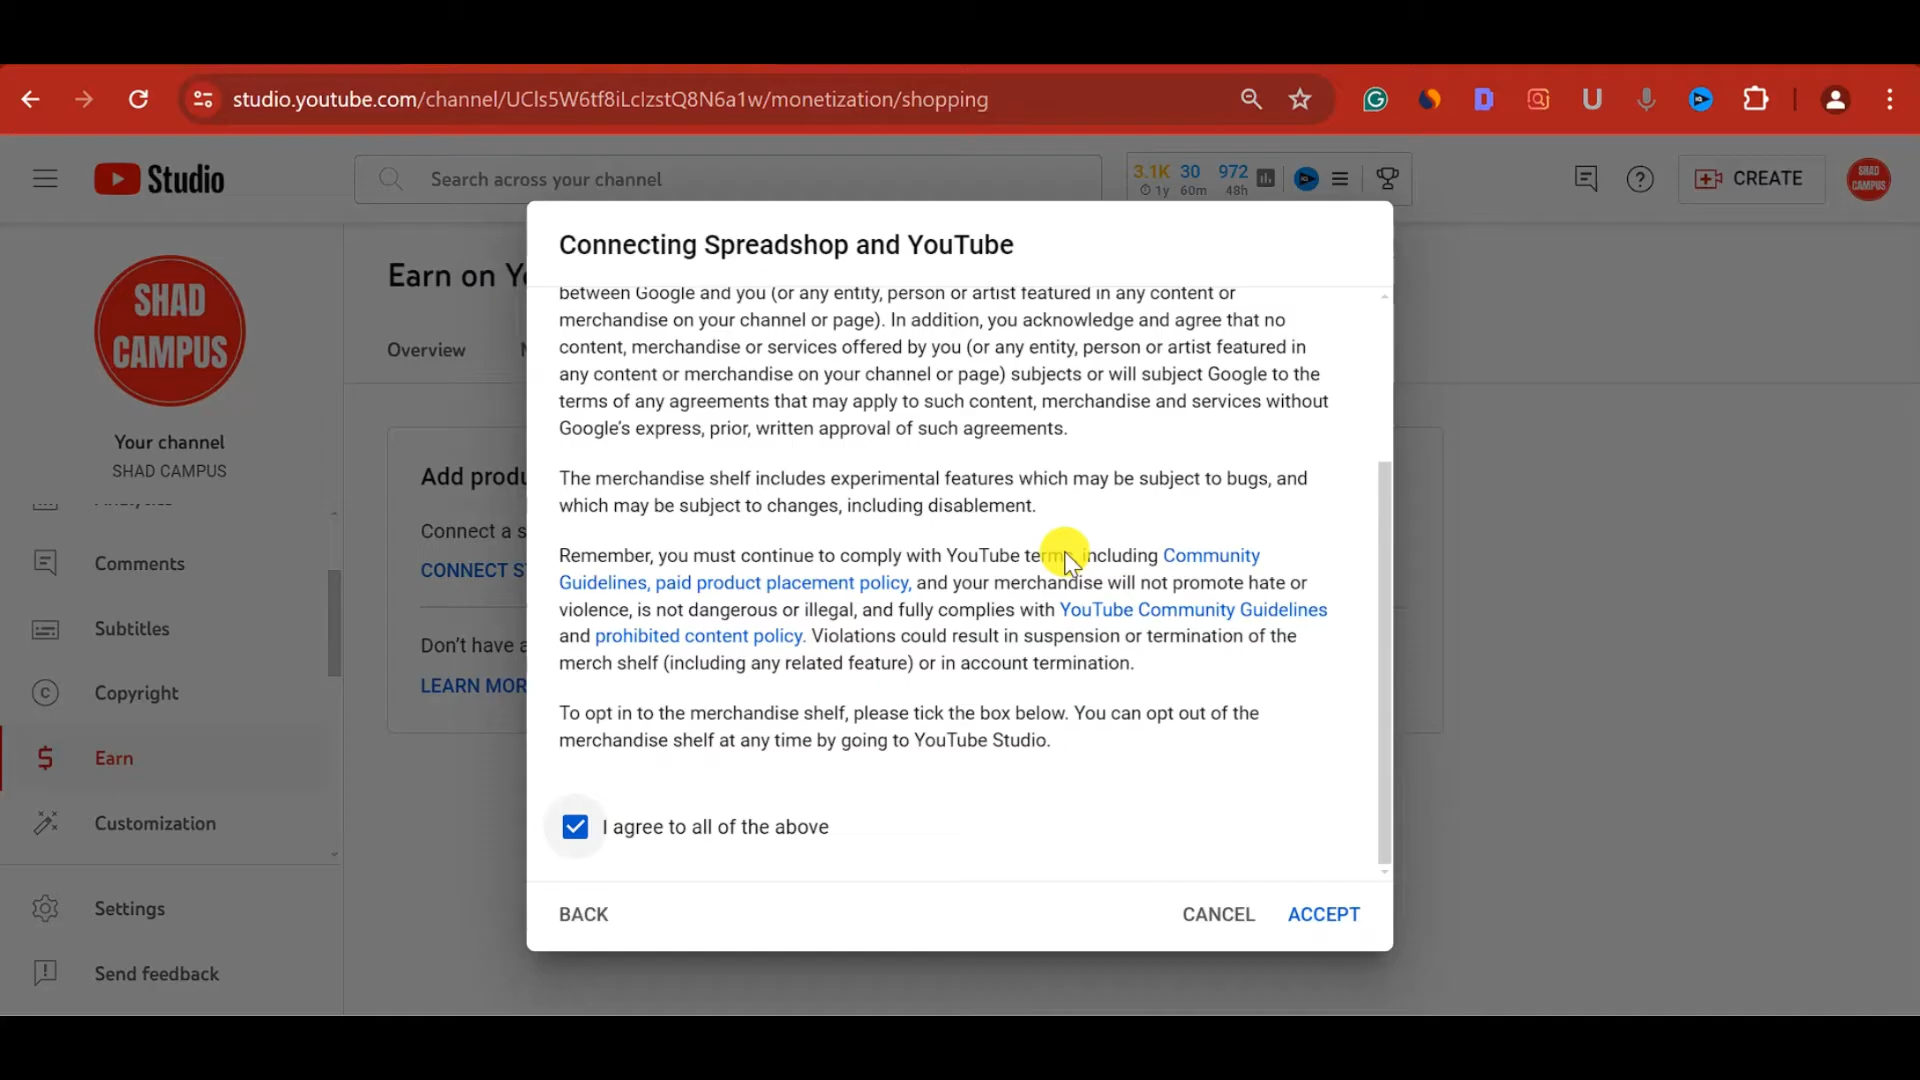 studio.youtube.com/channel/UCls5W6tf8iLcIzstQ8N6a1w/monetization/shopping
Studio
Search across your channel
3.1K 30 972
1y 60m 48h
CREATE
SHAD
CAMPUS
SHAD
CAMPUS
Your channel
SHAD CAMPUS
Comments
Subtitles
Copyright
Earn
Customization
Settings
Send feedback
Earn on Y
Overview
Add produ
Connect a s
CONNECT S
Don't have a
LEARN MOR
Connecting Spreadshop and YouTube
between Google and you (or any entity, person or artist featured in any content or
merchandise on your channel or page). In addition, you acknowledge and agree that no
content, merchandise or services offered by you (or any entity, person or artist featured in
any content or merchandise on your channel or page) subjects or will subject Google to the
terms of any agreements that may apply to such content, merchandise and services without
Google's express, prior, written approval of such agreements.
The merchandise shelf includes experimental features which may be subject to bugs, and
which may be subject to changes, including disablement.
Remember, you must continue to comply with YouTube terms, including Community
Guidelines, paid product placement policy, and your merchandise will not promote hate or
violence, is not dangerous or illegal, and fully complies with YouTube Community Guidelines
and prohibited content policy. Violations could result in suspension or termination of the
merch shelf (including any related feature) or in account termination.
To opt in to the merchandise shelf, please tick the box below. You can opt out of the
merchandise shelf at any time by going to YouTube Studio.
I agree to all of the above
BACK
CANCEL
ACCEPT